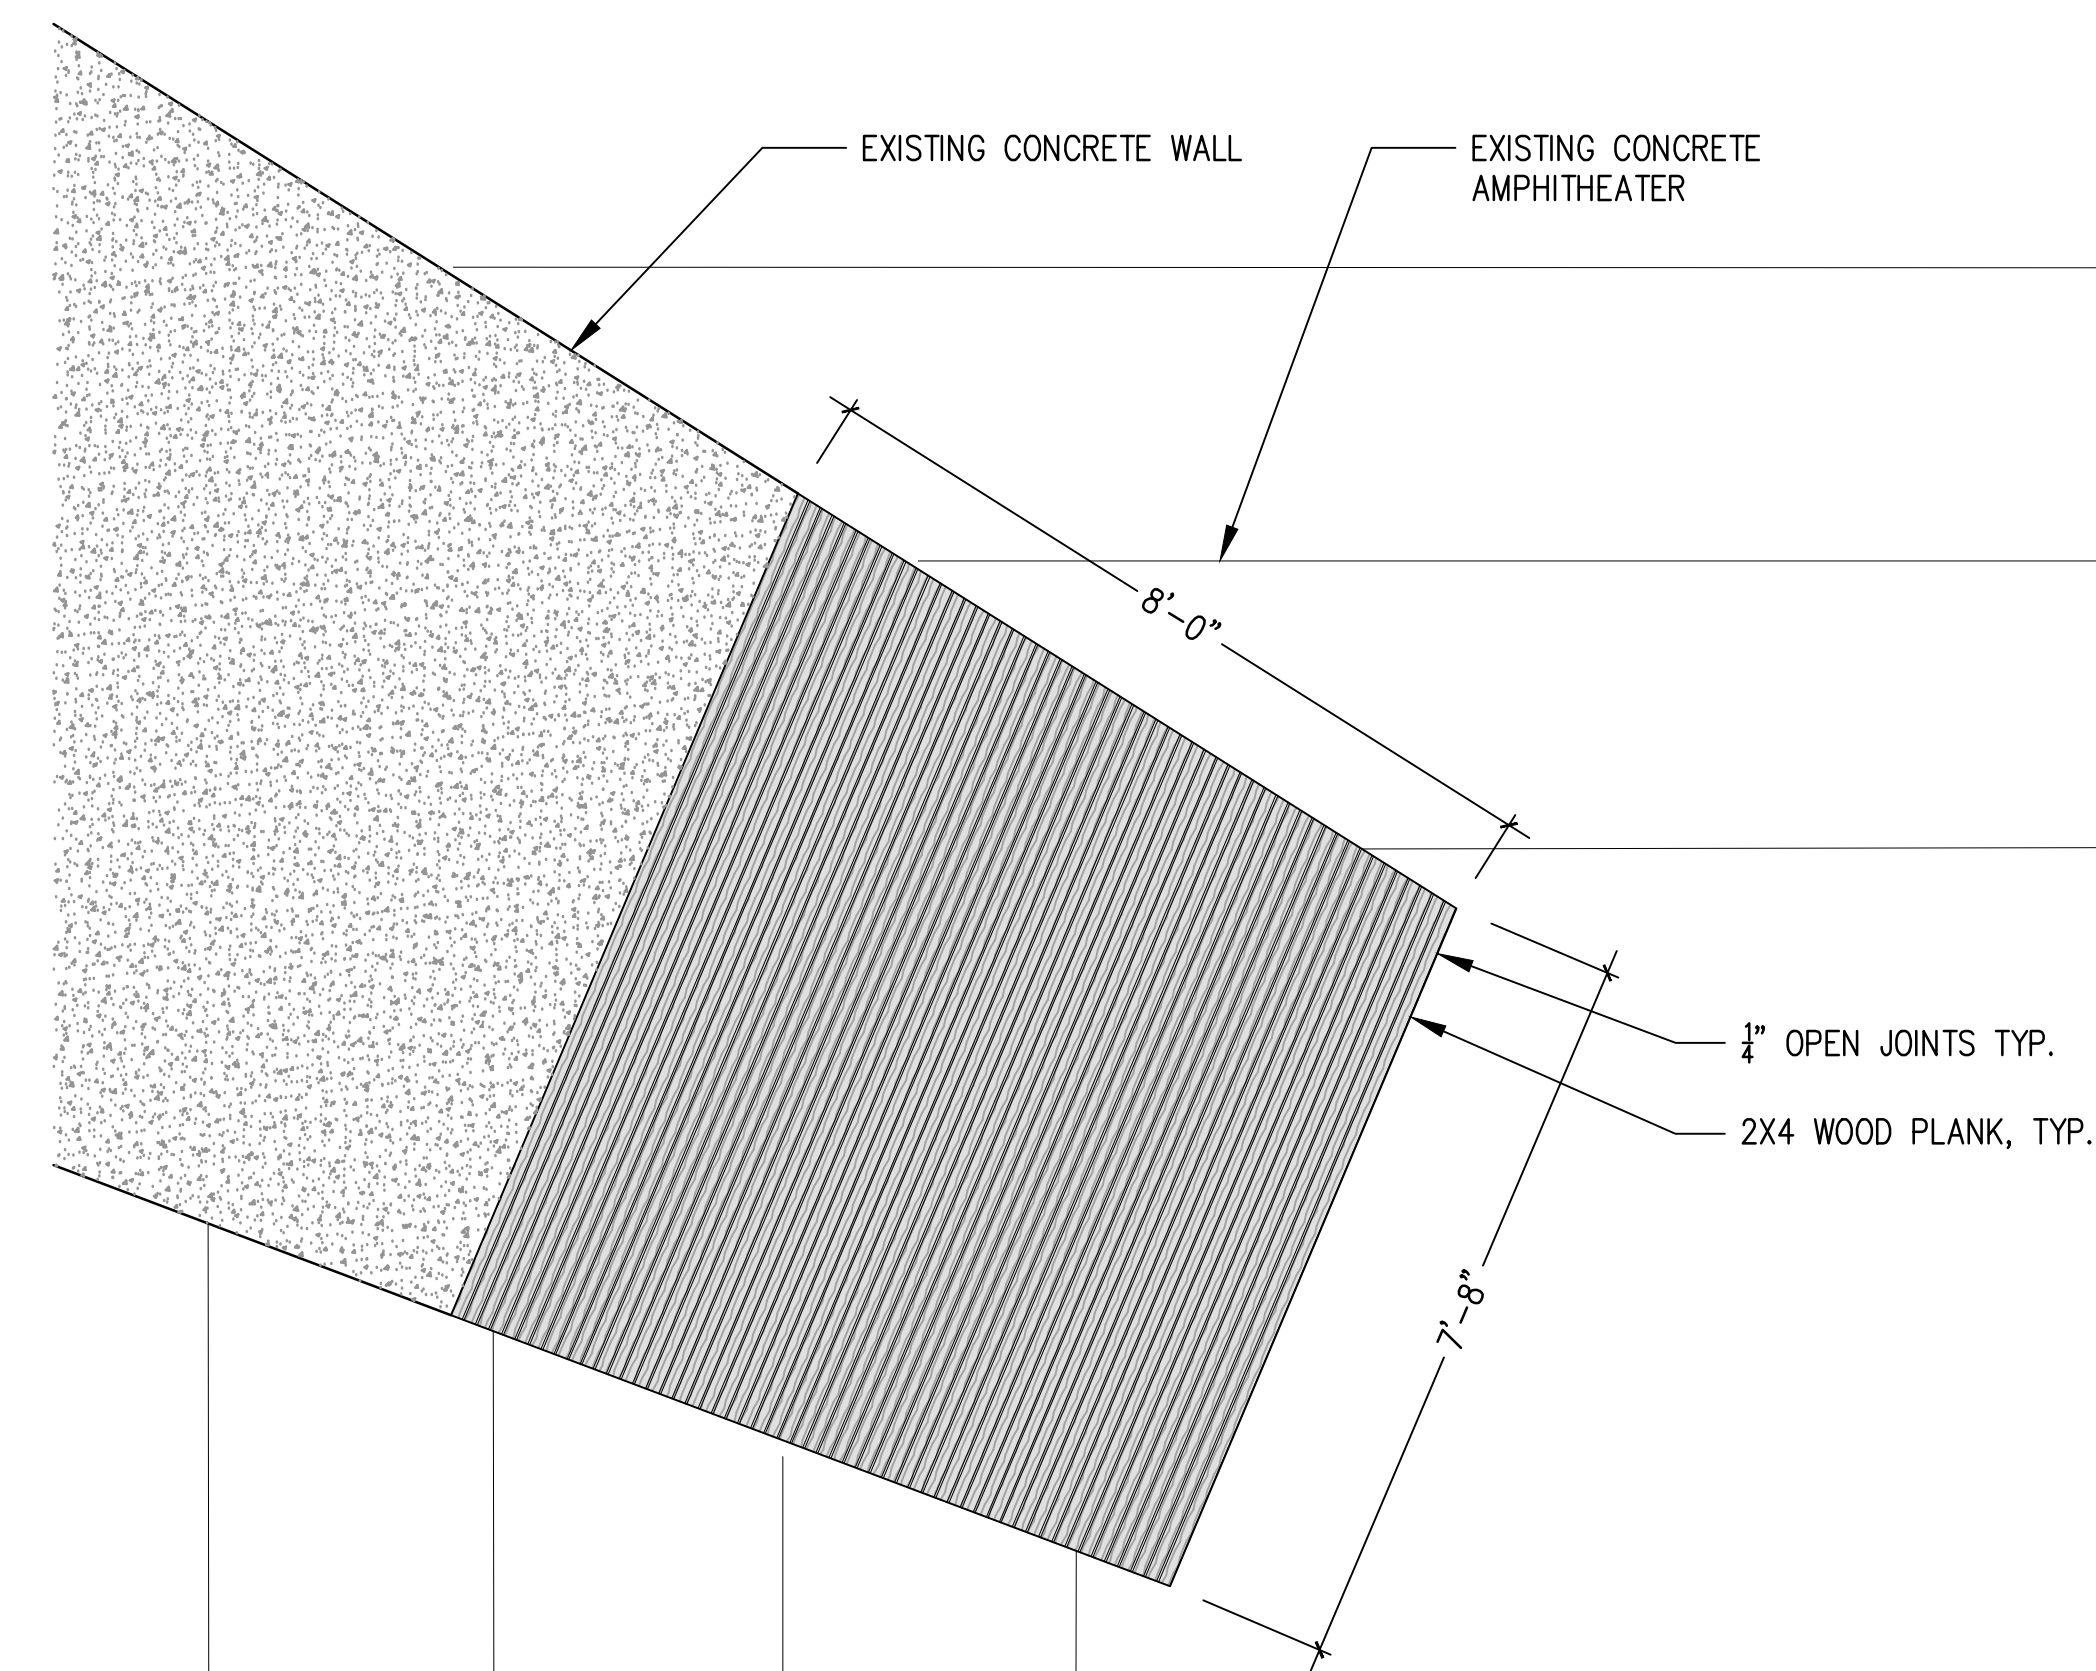 EXISTING CONCRETE WALL
EXISTING CONCRETE
AMPHITHEATER
8'-0"
1/4" OPEN JOINTS TYP.
2X4 WOOD PLANK, TYP.
7'-8"